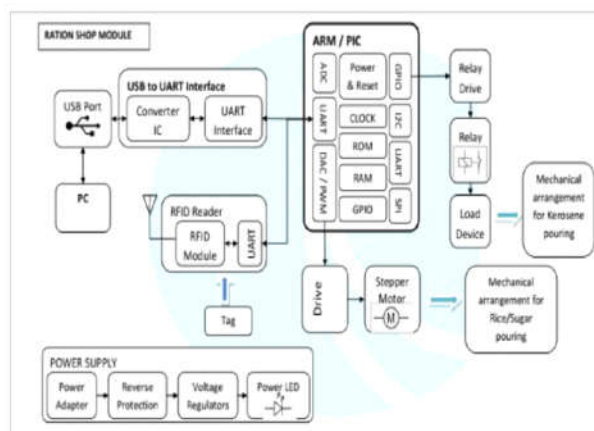 RATION SHOP MODULE
ARM / PIC
USB to UART Interface
USB Port
Converter
IC
UART
Interface
PC
ADC
UART
DAC / PWM
Power
& Reset
CLOCK
ROM
RAM
GPIO
GPIO
I2C
UART
SPI
Relay
Drive
Relay
Load
Device
Mechanical
arrangement
for Kerosene
pouring
RFID Reader
RFID
Module
UART
Tag
Drive
Stepper
Motor
M
Mechanical
arrangement for
Rice/Sugar
pouring
POWER SUPPLY
Power
Adapter
Reverse
Protection
Voltage
Regulators
Power LED